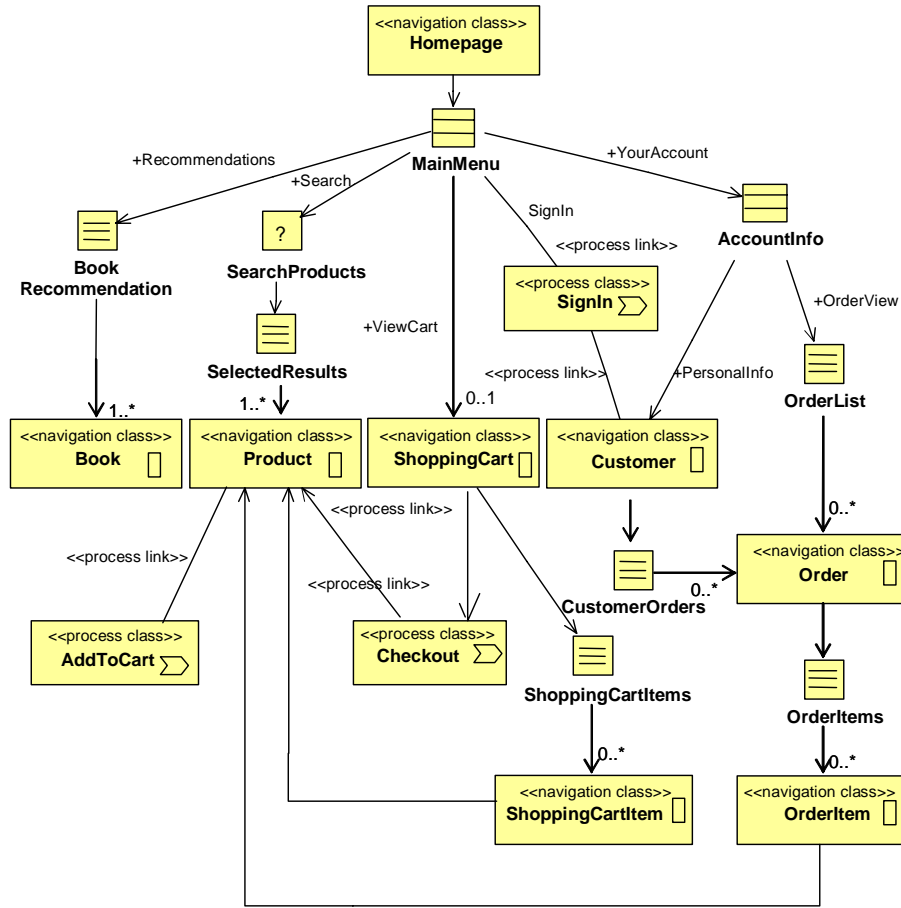 <<navigation class>>
Homepage
MainMenu
+Recommendations
+Search
+YourAccount
SignIn
<<process link>>
?
AccountInfo
Book
Recommendation
SearchProducts
<<process class>>
SignIn
+OrderView
+ViewCart
SelectedResults
<<process link>>
+PersonalInfo
OrderList
1..*
1..*
0..1
<<navigation class>>
Book
<<navigation class>>
Product
<<navigation class>>
ShoppingCart
<<navigation class>>
Customer
<<process link>>
0..*
<<process link>>
<<process link>>
<<navigation class>>
Order
0..*
CustomerOrders
<<process class>>
AddToCart
<<process class>>
Checkout
ShoppingCartItems
OrderItems
0..*
0..*
<<navigation class>>
ShoppingCartItem
<<navigation class>>
OrderItem